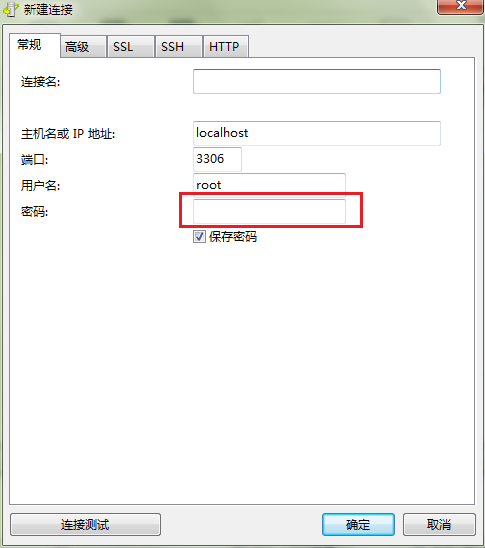 新建连接
常规 高级 SSL SSH HTTP
连接名:
主机名或 IP 地址: localhost
端口: 3306
用户名: root
密码:
保存密码
连接测试 确定 取消